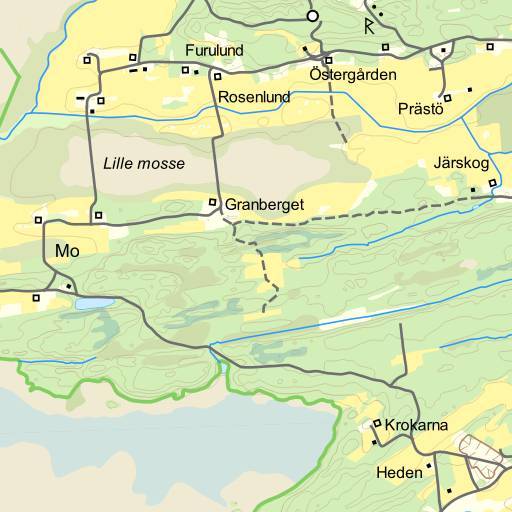 Furulund
Östergården
Rosenlund
Prästö
Lille mosse
Järskog
Granberget
Mo
Krokarna
Heden